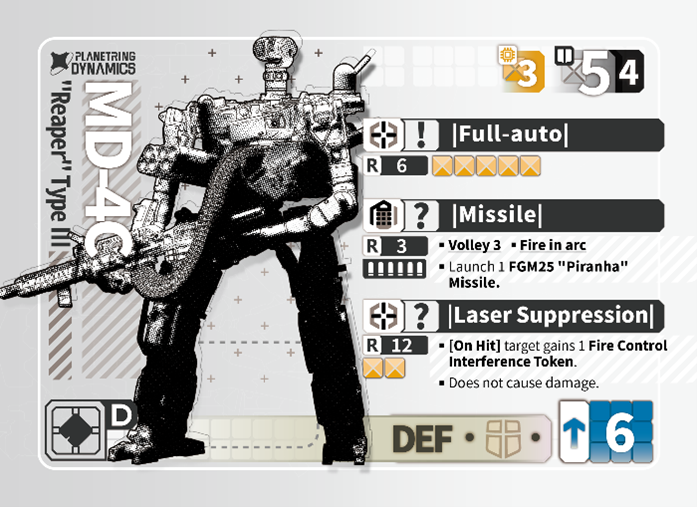 PLANETRING
DYNAMICS
MD-4C
"Reaper" Type III
3
5 4
! |Full-auto|
R 6
? |Missile|
R 3
▪ Volley 3 ▪ Fire in arc
▪ Launch 1 FGM25 "Piranha"
Missile.
? |Laser Suppression|
R 12
▪ [On Hit] target gains 1 Fire Control
Interference Token.
▪ Does not cause damage.
D
DEF
6